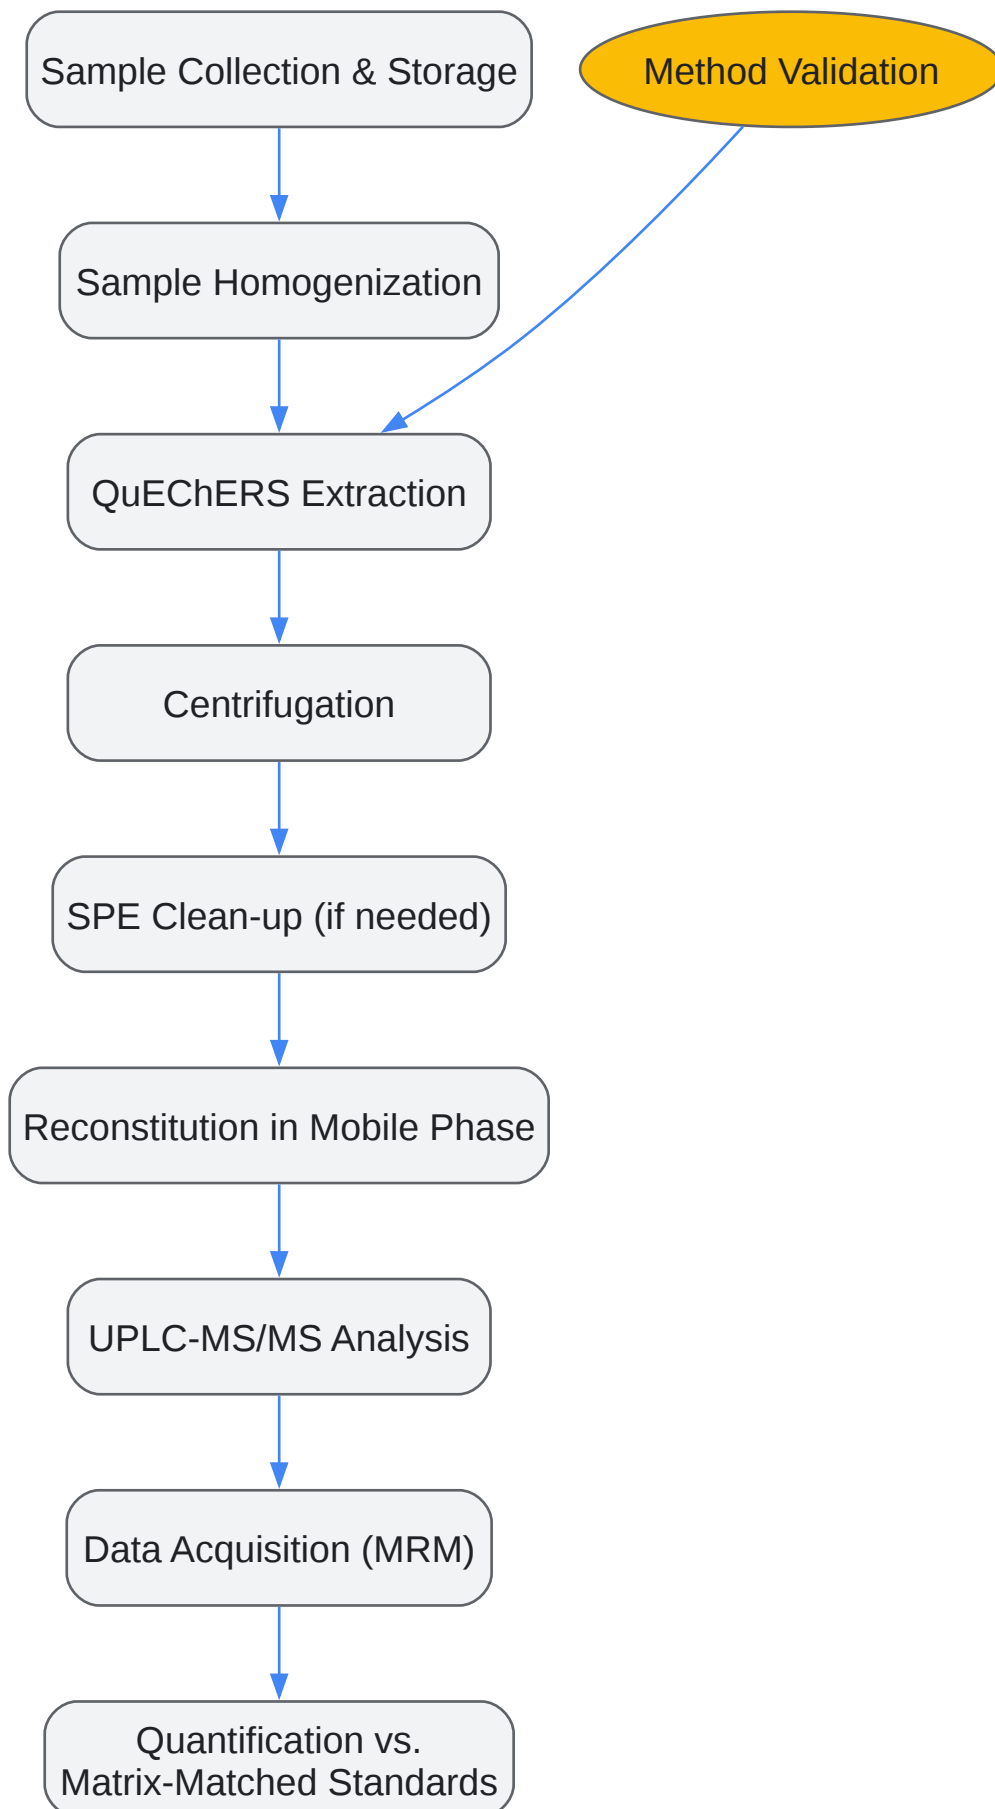 Sample Collection & Storage
Method Validation
Sample Homogenization
QuEChERS Extraction
Centrifugation
SPE Clean-up (if needed)
Reconstitution in Mobile Phase
UPLC-MS/MS Analysis
Data Acquisition (MRM)
Quantification vs.
Matrix-Matched Standards